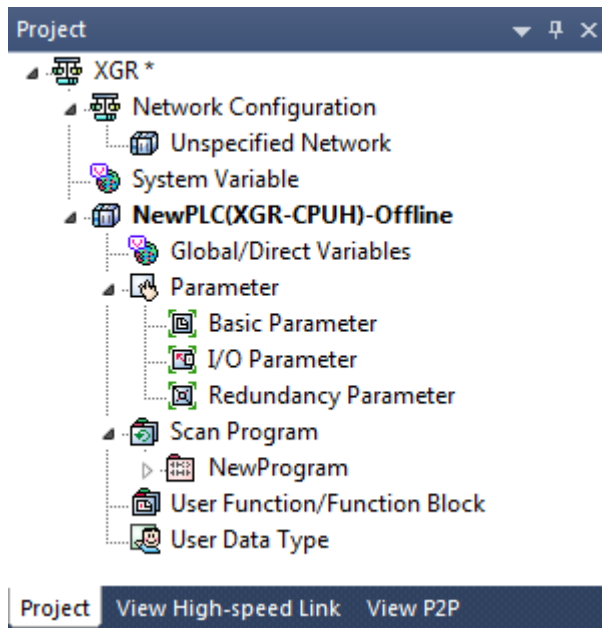 Project
XGR *
Network Configuration
Unspecified Network
System Variable
NewPLC(XGR-CPUH)-Offline
Global/Direct Variables
Parameter
Basic Parameter
I/O Parameter
Redundancy Parameter
Scan Program
NewProgram
User Function/Function Block
User Data Type
Project View High-speed Link View P2P